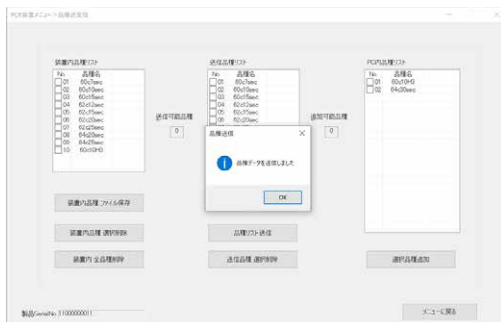 PCR装置メニュー > 品種送受信
装置内品種リスト
No. 品種名
01 60c7sec
02 60c10sec
03 60c15sec
04 62c12sec
05 62c15sec
06 62c20sec
07 62c25sec
08 64c20sec
09 64c25sec
10 60c10H3
装置内品種 ファイル保存
装置内品種 選択削除
装置内 全品種削除
送信可能品種
0
送信品種リスト
No. 品種名
01 60c7sec
02 60c10sec
03 60c15sec
04 62c12sec
05 62c15sec
06 62c20sec
品種送信
品種データを送信しました
OK
品種リスト送信
送信品種 選択削除
追加可能品種
0
PC内品種リスト
No. 品種名
01 60c10H3
02 64c30sec
選択品種追加
製品SerialNo. 11000000011
メニューに戻る